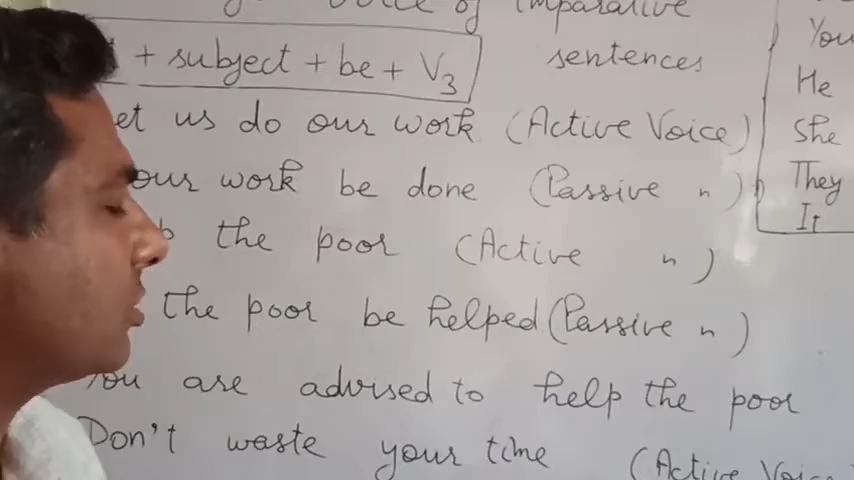 voice of imparative
sentences
+ subject + be + V3
et us do our work (Active Voice)
our work be done (Passive ")
the poor (Active ")
the poor be helped (Passive ")
You are advised to help the poor
Don't waste your time (Active Voice
You
He
She
They
It